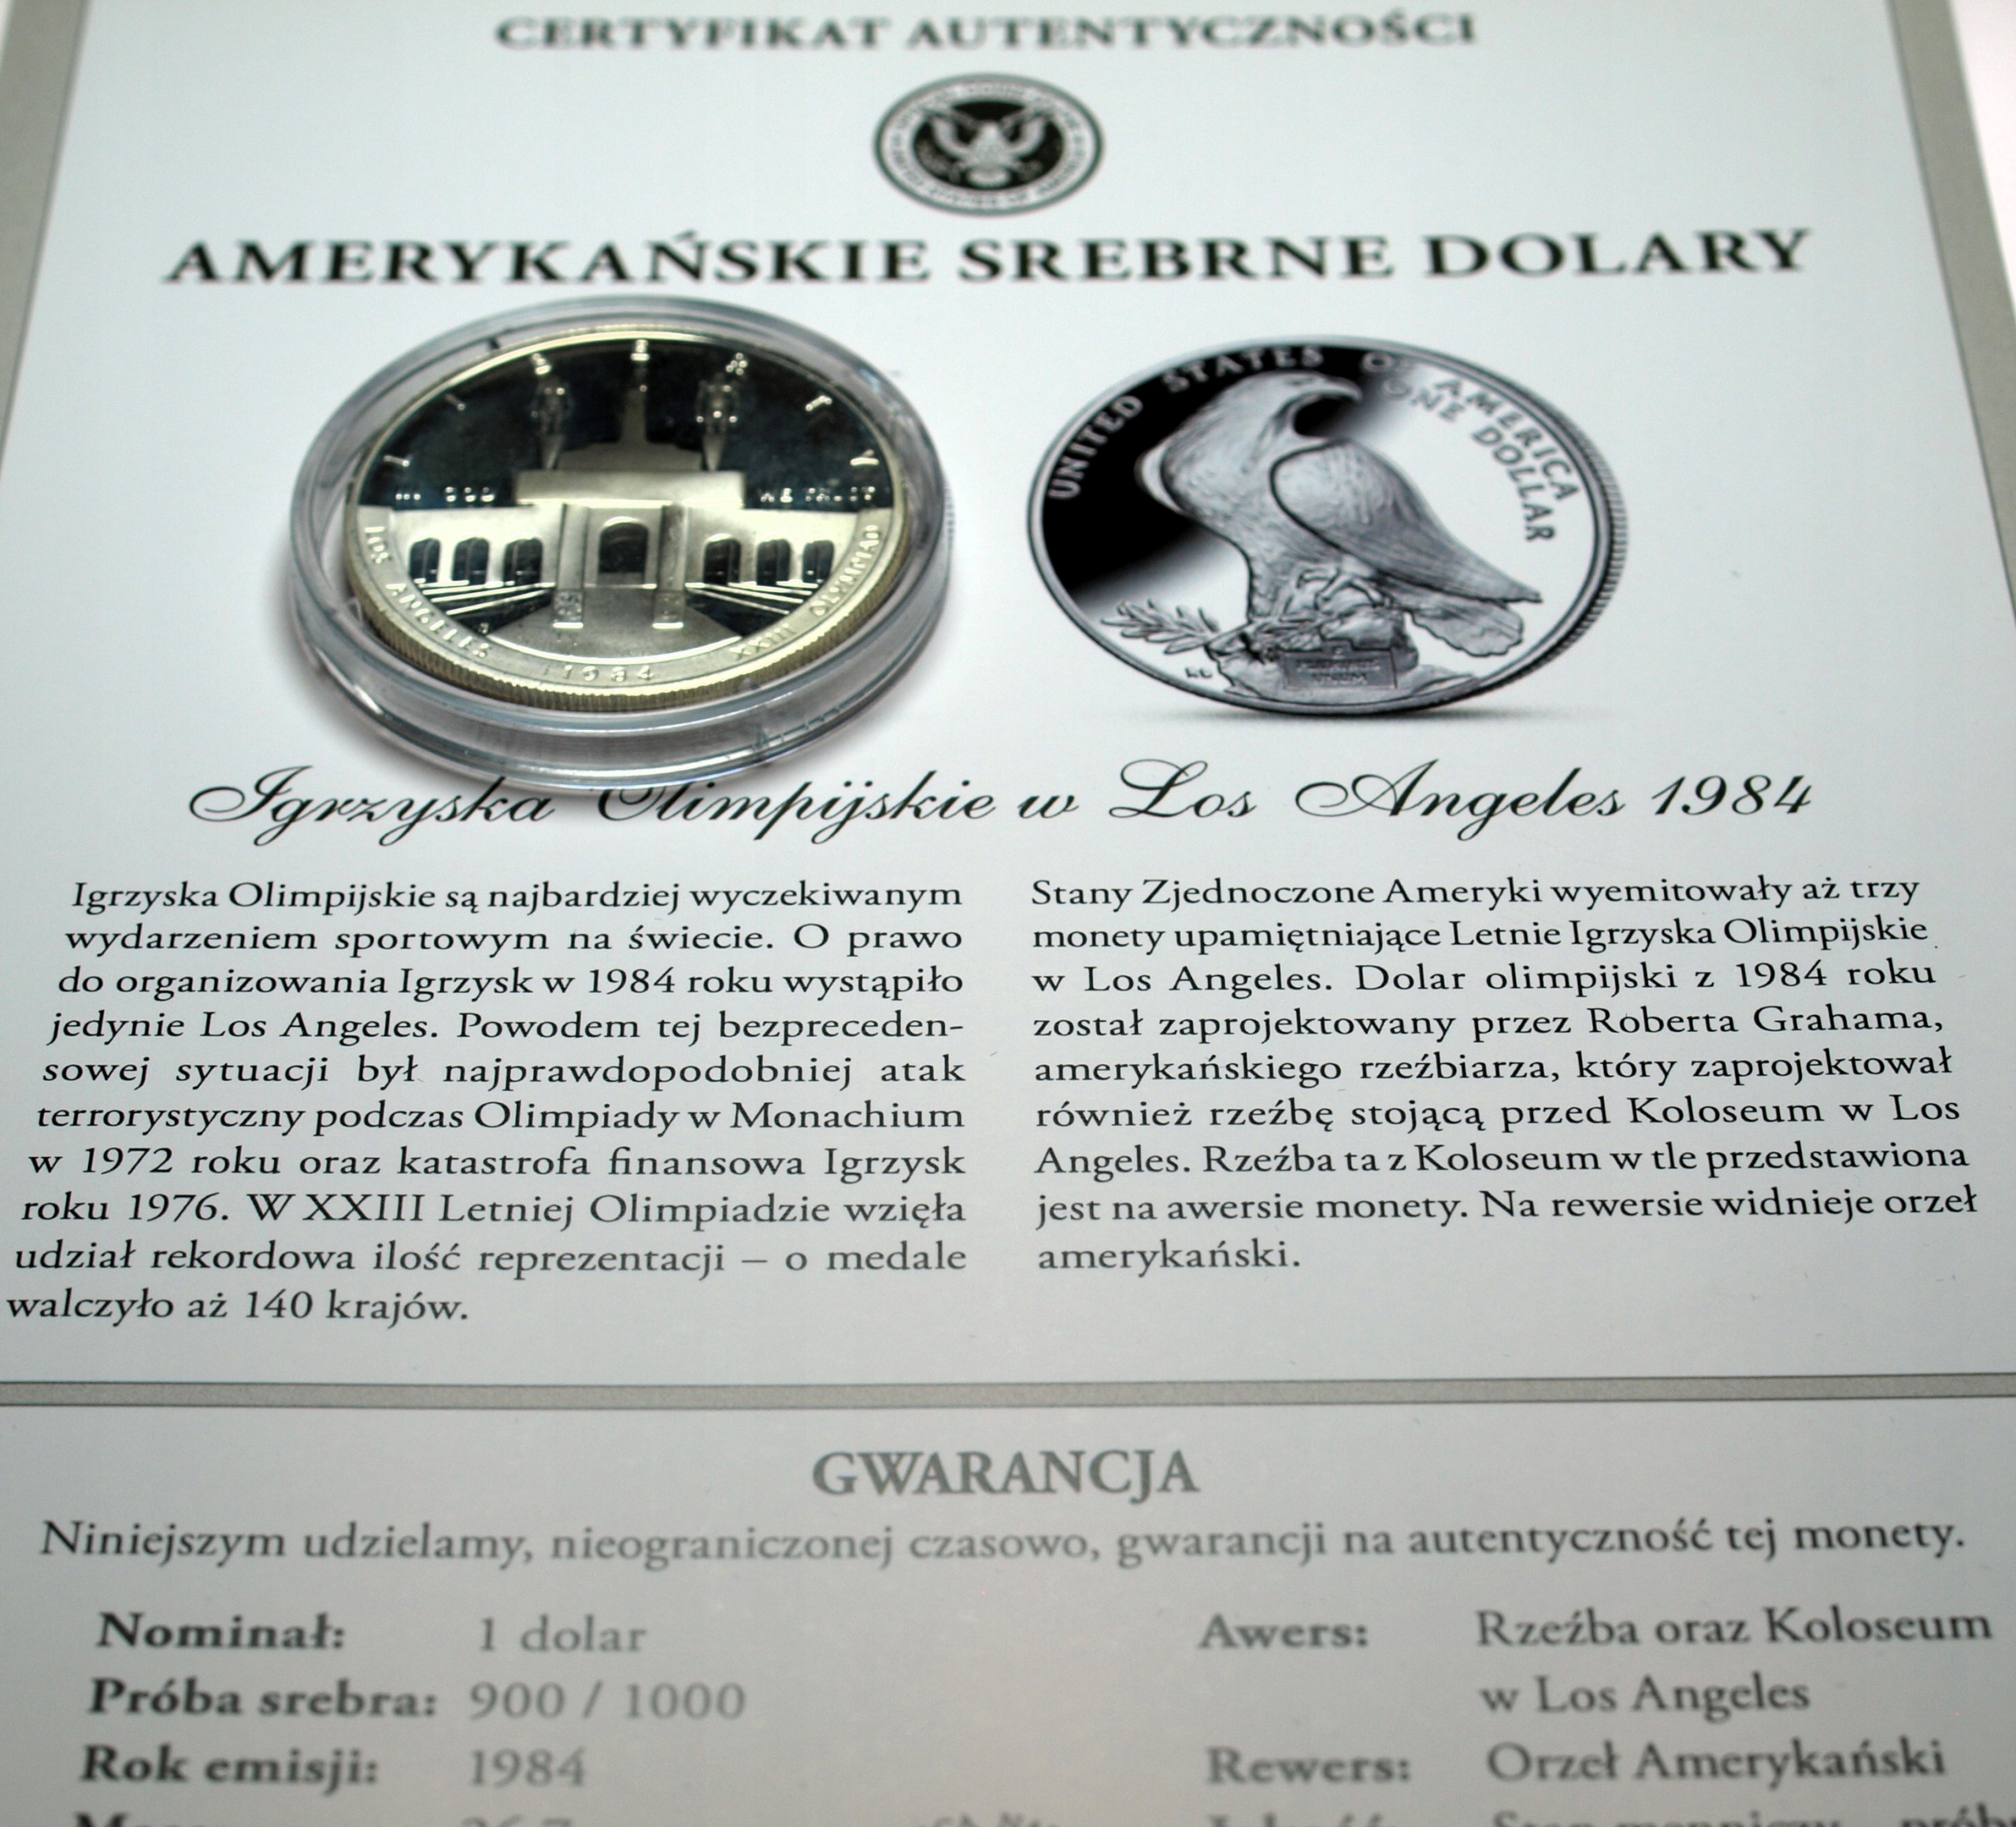 CERTYFIKAT AUTENTYCZNOŚCI
AMERYKAŃSKIE SREBRNE DOLARY
LOS ANGELES 1984 XXIII OLYMPIAD
UNITED STATES OF AMERICA
ONE DOLLAR
Igrzyska Olimpijskie w Los Angeles 1984
Igrzyska Olimpijskie są najbardziej wyczekiwanym
wydarzeniem sportowym na świecie. O prawo
do organizowania Igrzysk w 1984 roku wystąpiło
jedynie Los Angeles. Powodem tej bezpreceden-
sowej sytuacji był najprawdopodobniej atak
terrorystyczny podczas Olimpiady w Monachium
w 1972 roku oraz katastrofa finansowa Igrzysk
roku 1976. W XXIII Letniej Olimpiadzie wzięła
udział rekordowa ilość reprezentacji – o medale
walczyło aż 140 krajów.
Stany Zjednoczone Ameryki wyemitowały aż trzy
monety upamiętniające Letnie Igrzyska Olimpijskie
w Los Angeles. Dolar olimpijski z 1984 roku
został zaprojektowany przez Roberta Grahama,
amerykańskiego rzeźbiarza, który zaprojektował
również rzeźbę stojącą przed Koloseum w Los
Angeles. Rzeźba ta z Koloseum w tle przedstawiona
jest na awersie monety. Na rewersie widnieje orzeł
amerykański.
GWARANCJA
Niniejszym udzielamy, nieograniczonej czasowo, gwarancji na autentyczność tej monety.
Nominał: 1 dolar
Próba srebra: 900 / 1000
Rok emisji: 1984
Awers: Rzeźba oraz Koloseum
w Los Angeles
Rewers: Orzeł Amerykański